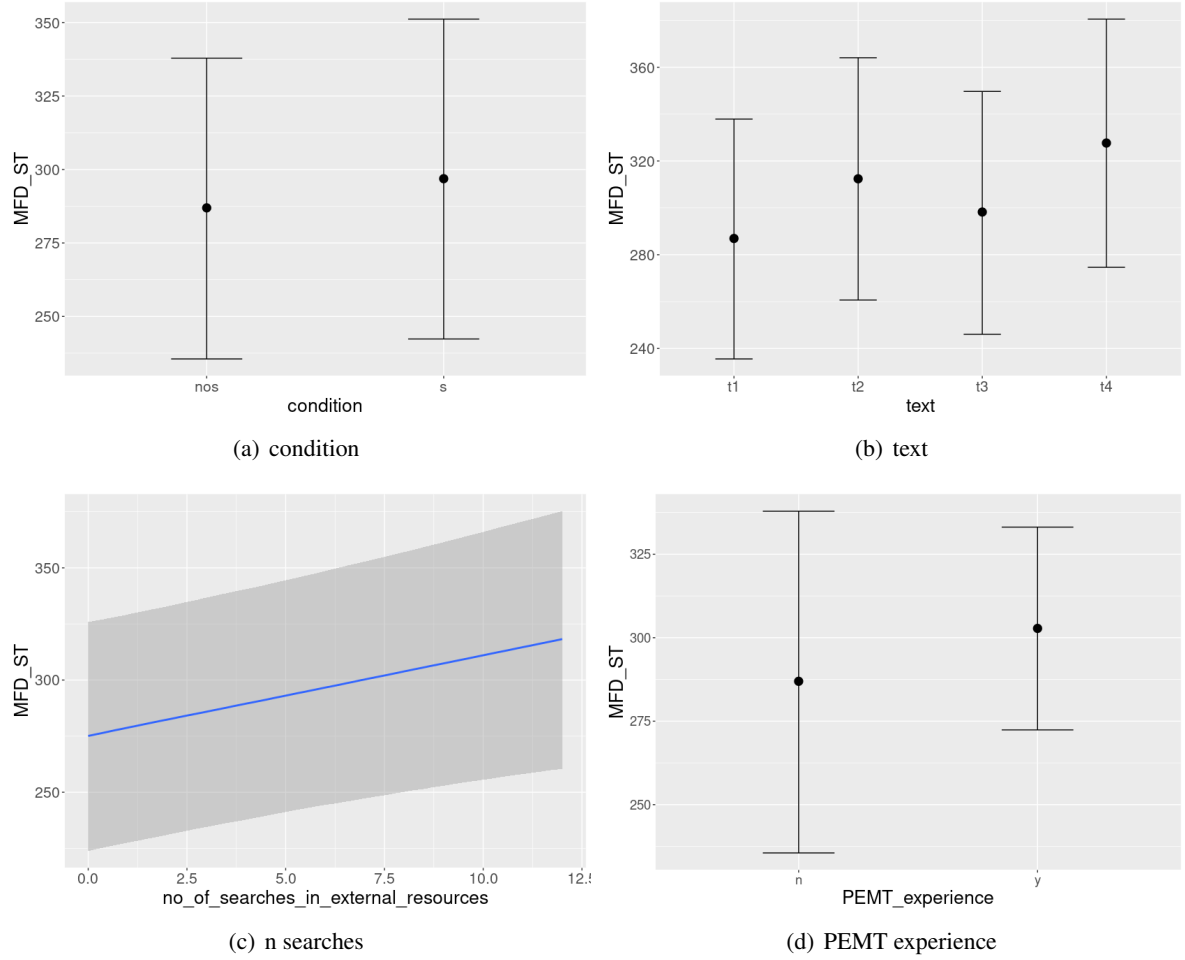 350
325
300
275
250
MFD_ST
nos
s
condition
(a) condition
360
320
280
240
MFD_ST
t1
t2
t3
t4
text
(b) text
350
300
250
MFD_ST
0.0
2.5
5.0
7.5
10.0
12.
no_of_searches_in_external_resources
(c) n searches
325
300
275
250
MFD_ST
n
y
PEMT_experience
(d) PEMT experience